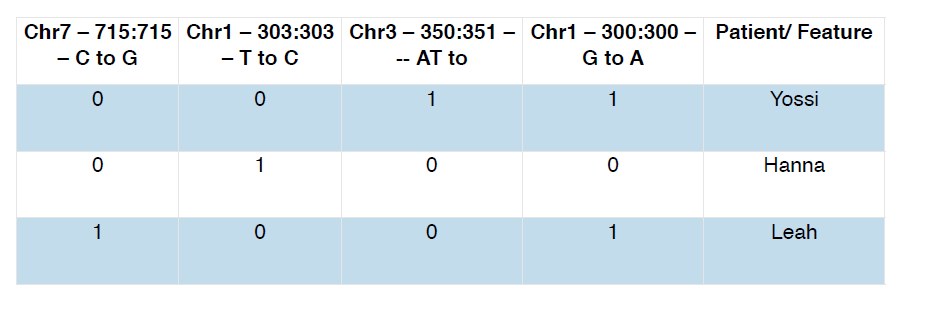 Chr7 – 715:715 – C to G
Chr1 – 303:303 – T to C
Chr3 – 350:351 – -- AT to
Chr1 – 300:300 – G to A
Patient/ Feature
0 0 1 1 Yossi
0 1 0 0 Hanna
1 0 0 1 Leah